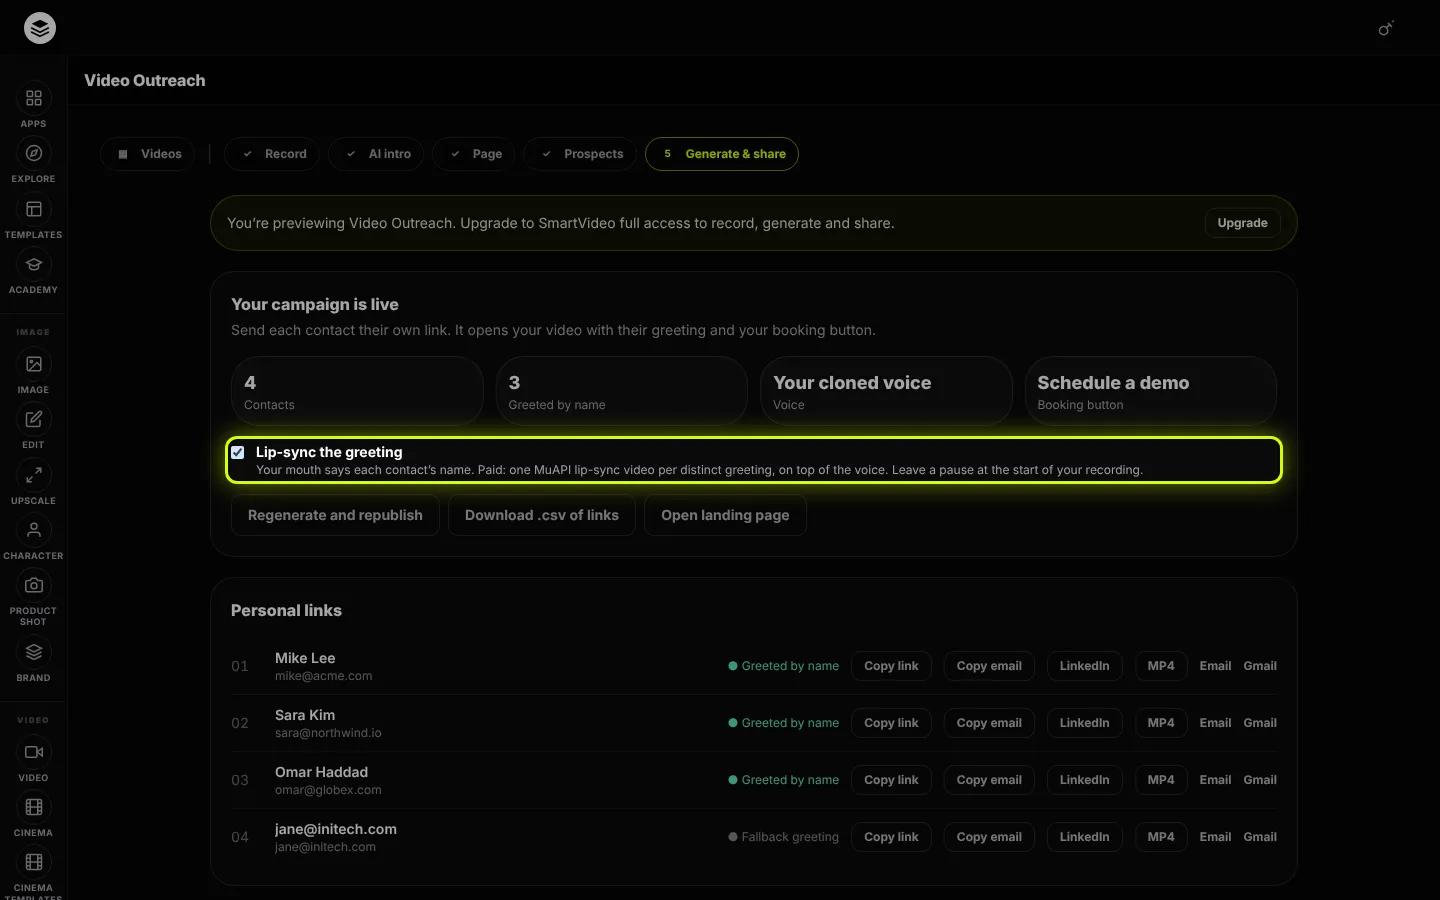 Video Outreach
APPS
EXPLORE
TEMPLATES
ACADEMY
IMAGE
IMAGE
EDIT
UPSCALE
CHARACTER
PRODUCT
SHOT
BRAND
VIDEO
VIDEO
CINEMA
CINEMA
TEMPLATES
Videos
Record
AI intro
Page
Prospects
5 Generate & share
You're previewing Video Outreach. Upgrade to SmartVideo full access to record, generate and share.
Upgrade
Your campaign is live
Send each contact their own link. It opens your video with their greeting and your booking button.
4
Contacts
3
Greeted by name
Your cloned voice
Voice
Schedule a demo
Booking button
Lip-sync the greeting
Your mouth says each contact's name. Paid: one MuAPI lip-sync video per distinct greeting, on top of the voice. Leave a pause at the start of your recording.
Regenerate and republish
Download .csv of links
Open landing page
Personal links
01 Mike Lee
mike@acme.com
Greeted by name Copy link Copy email LinkedIn MP4 Email Gmail
02 Sara Kim
sara@northwind.io
Greeted by name Copy link Copy email LinkedIn MP4 Email Gmail
03 Omar Haddad
omar@globex.com
Greeted by name Copy link Copy email LinkedIn MP4 Email Gmail
04 jane@initech.com
jane@initech.com
Fallback greeting Copy link Copy email LinkedIn MP4 Email Gmail